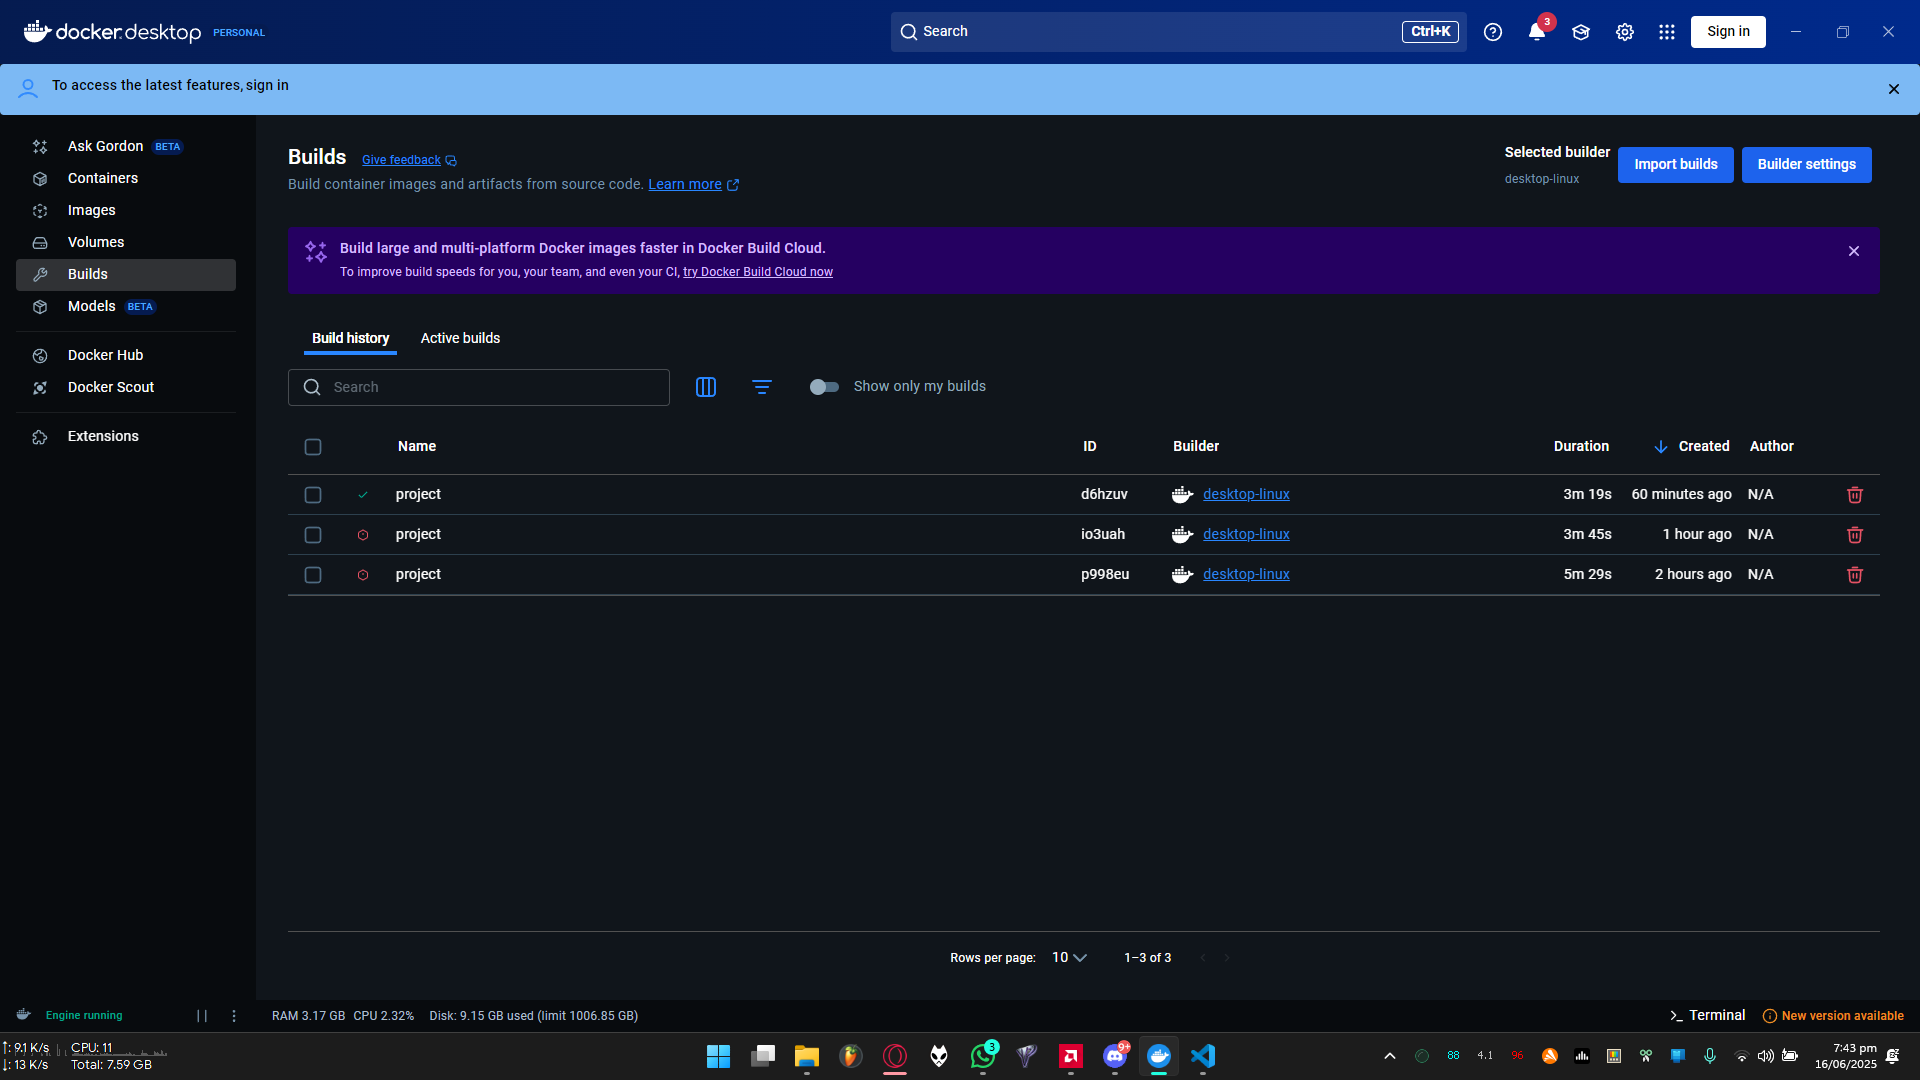 docker.desktop PERSONAL
Search Ctrl+K
3
Sign in
To access the latest features, sign in
Ask Gordon BETA
Containers
Images
Volumes
Builds
Models BETA
Docker Hub
Docker Scout
Extensions
Builds Give feedback
Build container images and artifacts from source code. Learn more
Selected builder
desktop-linux
Import builds
Builder settings
Build large and multi-platform Docker images faster in Docker Build Cloud.
To improve build speeds for you, your team, and even your CI, try Docker Build Cloud now
Build history Active builds
Search
Show only my builds
Name ID Builder Duration Created Author
project d6hzuv desktop-linux 3m 19s 60 minutes ago N/A
project io3uah desktop-linux 3m 45s 1 hour ago N/A
project p998eu desktop-linux 5m 29s 2 hours ago N/A
Rows per page: 10 1–3 of 3
Engine running
RAM 3.17 GB CPU 2.32% Disk: 9.15 GB used (limit 1006.85 GB)
Terminal
New version available
↑: 9.1 K/s CPU: 11
↓: 13 K/s Total: 7.59 GB
3
9+
88 4.1 96
7:43 pm
16/06/2025